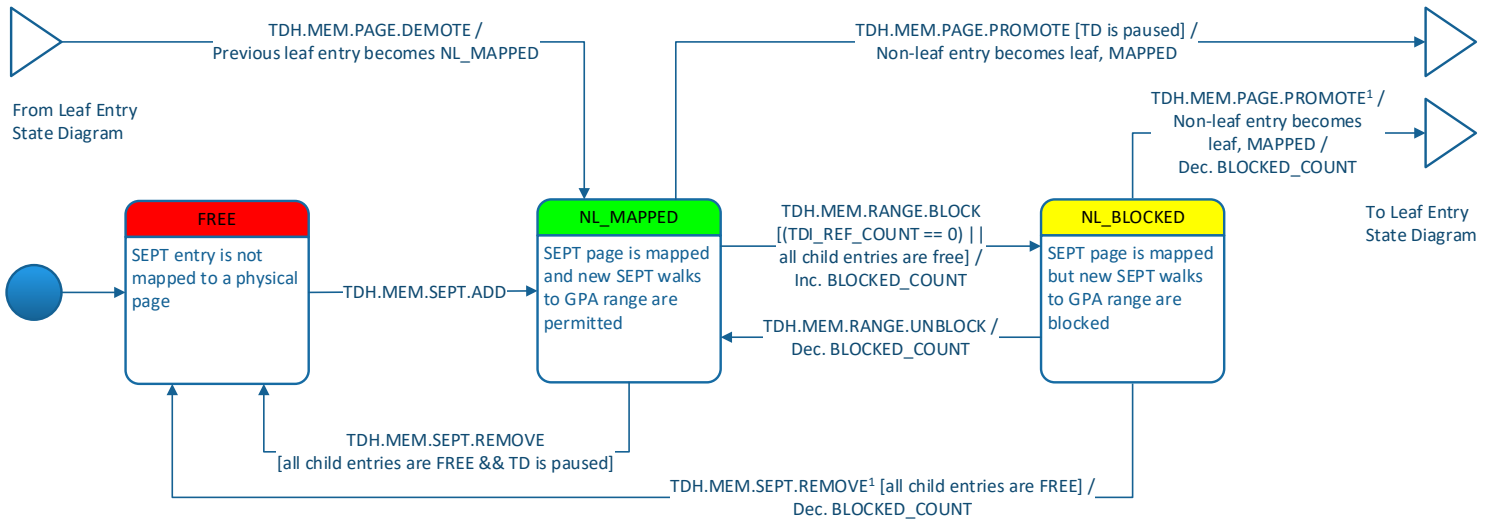 TDH.MEM.PAGE.DEMOTE /
Previous leaf entry becomes NL_MAPPED
TDH.MEM.PAGE.PROMOTE [TD is paused] /
Non-leaf entry becomes leaf, MAPPED
From Leaf Entry
State Diagram
TDH.MEM.PAGE.PROMOTE¹ /
Non-leaf entry becomes
leaf, MAPPED /
Dec. BLOCKED_COUNT
To Leaf Entry
State Diagram
FREE
SEPT entry is not
mapped to a physical
page
TDH.MEM.SEPT.ADD
NL_MAPPED
SEPT page is mapped
and new SEPT walks
to GPA range are
permitted
TDH.MEM.RANGE.BLOCK
[(TDI_REF_COUNT == 0) ||
all child entries are free] /
Inc. BLOCKED_COUNT
TDH.MEM.RANGE.UNBLOCK /
Dec. BLOCKED_COUNT
NL_BLOCKED
SEPT page is mapped
but new SEPT walks
to GPA range are
blocked
TDH.MEM.SEPT.REMOVE
[all child entries are FREE && TD is paused]
TDH.MEM.SEPT.REMOVE¹ [all child entries are FREE] /
Dec. BLOCKED_COUNT